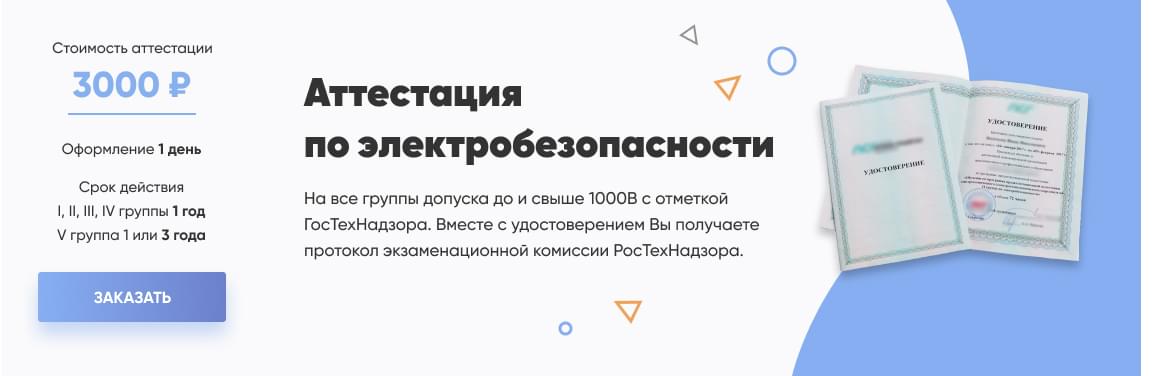 Стоимость аттестации
3000 ₽
Оформление 1 день
Срок действия
I, II, III, IV группы 1 год
V группа 1 или 3 года
ЗАКАЗАТЬ
Аттестация
по электробезопасности
На все группы допуска до и свыше 1000В с отметкой
ГосТехНадзора. Вместе с удостоверением Вы получаете
протокол экзаменационной комиссии РосТехНадзора.
УДОСТОВЕРЕНИЕ
УДОСТОВЕРЕНИЕ